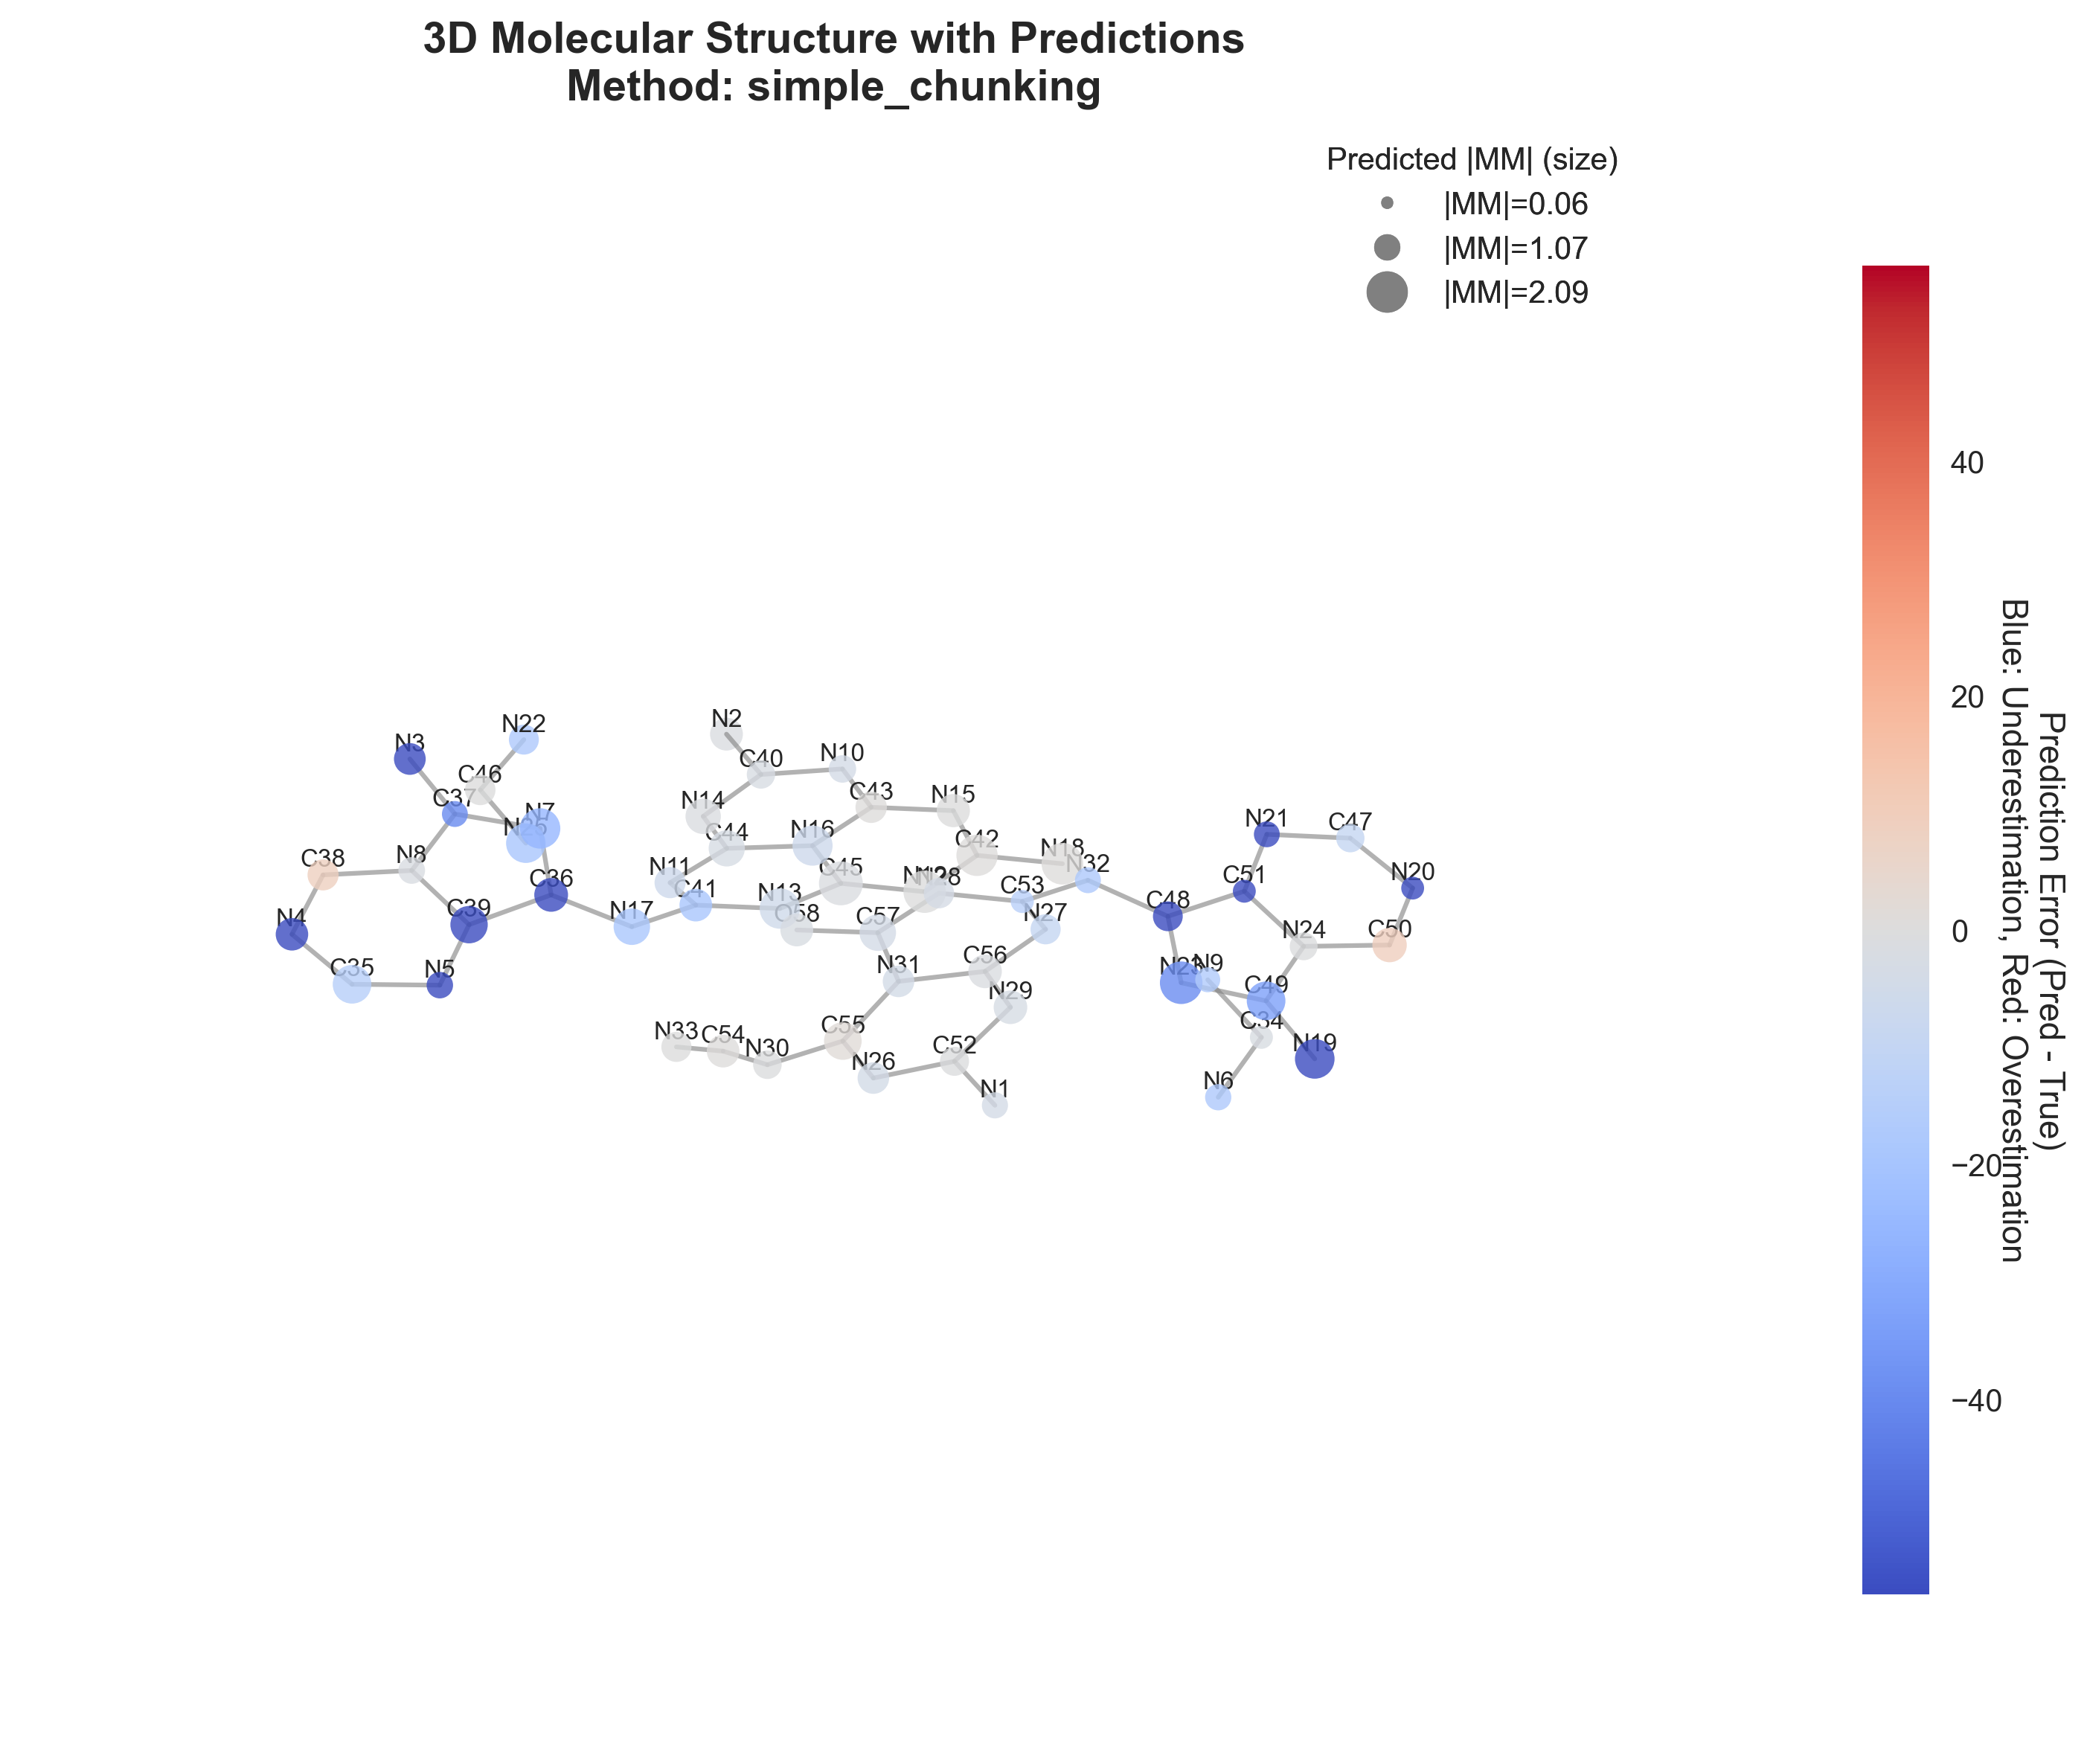 3D Molecular Structure with Predictions
Method: simple_chunking
Predicted |MM| (size)
|MM|=0.06
|MM|=1.07
|MM|=2.09
40
20
0
−20
−40
Prediction Error (Pred - True)
Blue: Underestimation, Red: Overestimation
N2
N22
N3
C46
C40
N10
C37
C43
N15
N14
N7
N25
N21
C47
C44
N16
C42
N18
C38
N8
N11
C45
N32
C36
C41
N28
C53
C51
N20
N13
C39
N4
N17
O58
C57
N27
C48
N24
C50
C35
N5
N31
C56
N23
N9
C49
N29
N33
C54
N30
C55
C34
N19
C52
N26
N1
N6